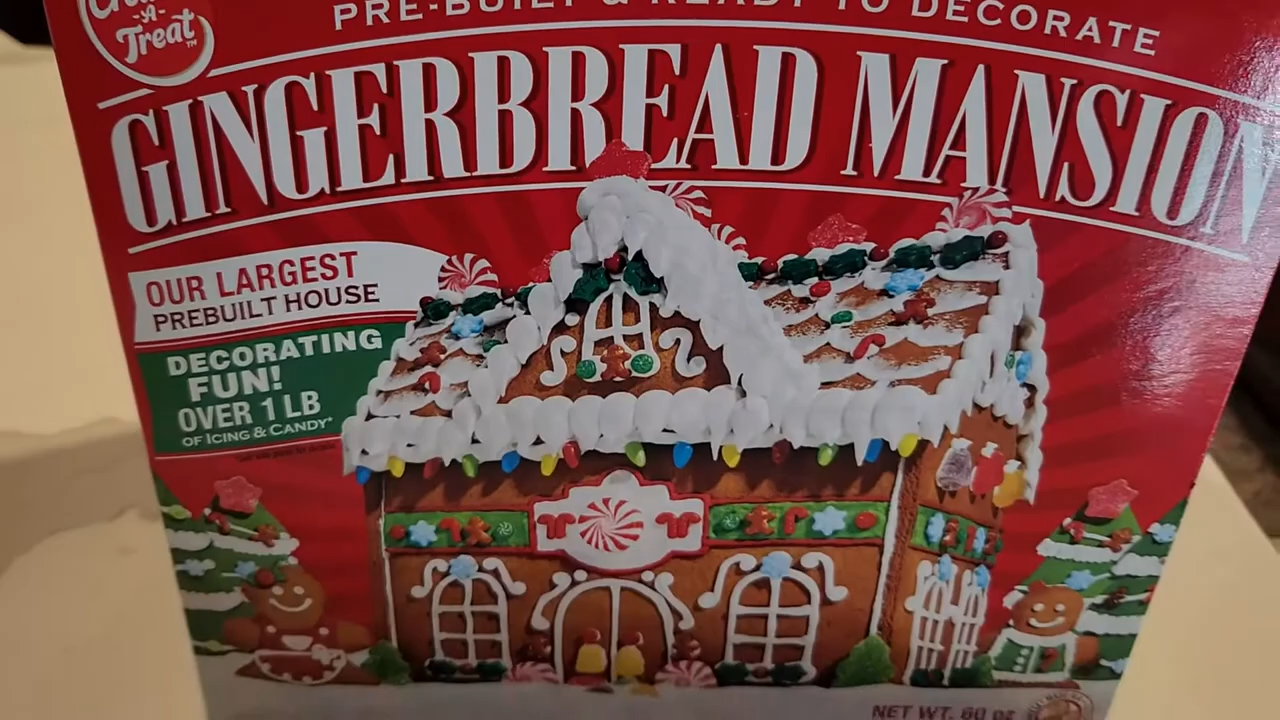 -A-
Treat™
PRE-BUILT & READY TO DECORATE
GINGERBREAD MANSION
OUR LARGEST
PREBUILT HOUSE
DECORATING
FUN!
OVER 1 LB
OF ICING & CANDY*
NET WT. 60 oz